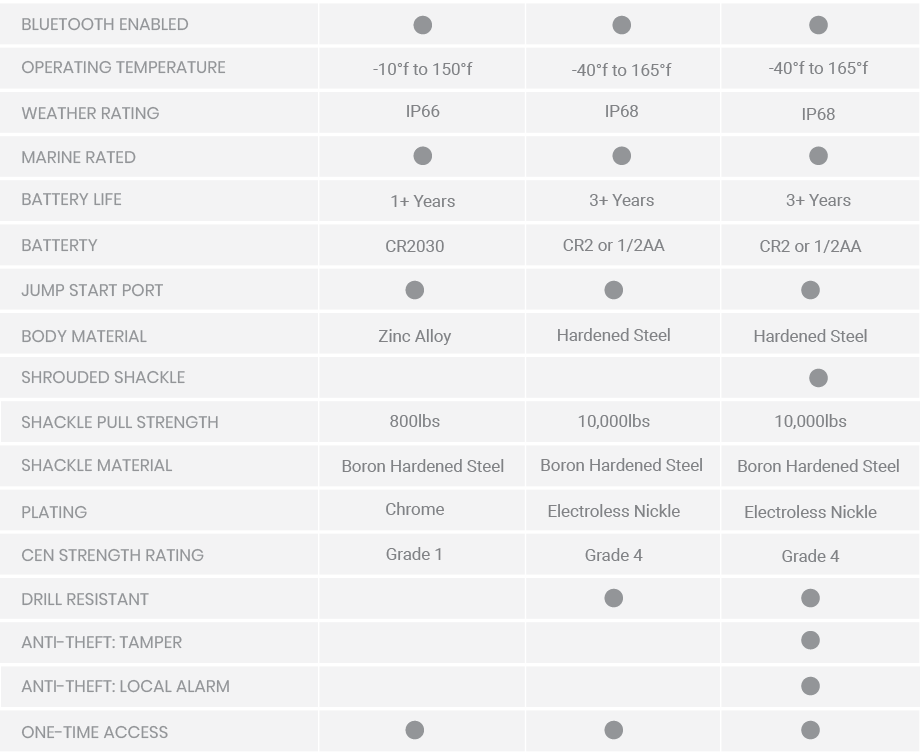 BLUETOOTH ENABLED ● ● ●
OPERATING TEMPERATURE -10°f to 150°f -40°f to 165°f -40°f to 165°f
WEATHER RATING IP66 IP68 IP68
MARINE RATED ● ● ●
BATTERY LIFE 1+ Years 3+ Years 3+ Years
BATTERTY CR2030 CR2 or 1/2AA CR2 or 1/2AA
JUMP START PORT ● ● ●
BODY MATERIAL Zinc Alloy Hardened Steel Hardened Steel
SHROUDED SHACKLE ●
SHACKLE PULL STRENGTH 800lbs 10,000lbs 10,000lbs
SHACKLE MATERIAL Boron Hardened Steel Boron Hardened Steel Boron Hardened Steel
PLATING Chrome Electroless Nickle Electroless Nickle
CEN STRENGTH RATING Grade 1 Grade 4 Grade 4
DRILL RESISTANT ● ●
ANTI-THEFT: TAMPER ●
ANTI-THEFT: LOCAL ALARM ●
ONE-TIME ACCESS ● ● ●